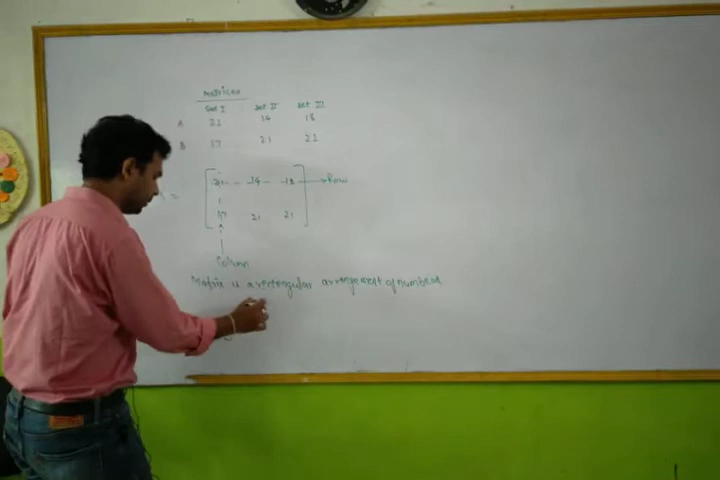 Matrices
Set I Set II Set III
A 21 14 18
B 17 21 21
21 14 18 Row
17 21 21
Column
Matrix is a rectangular arrangement of numbers